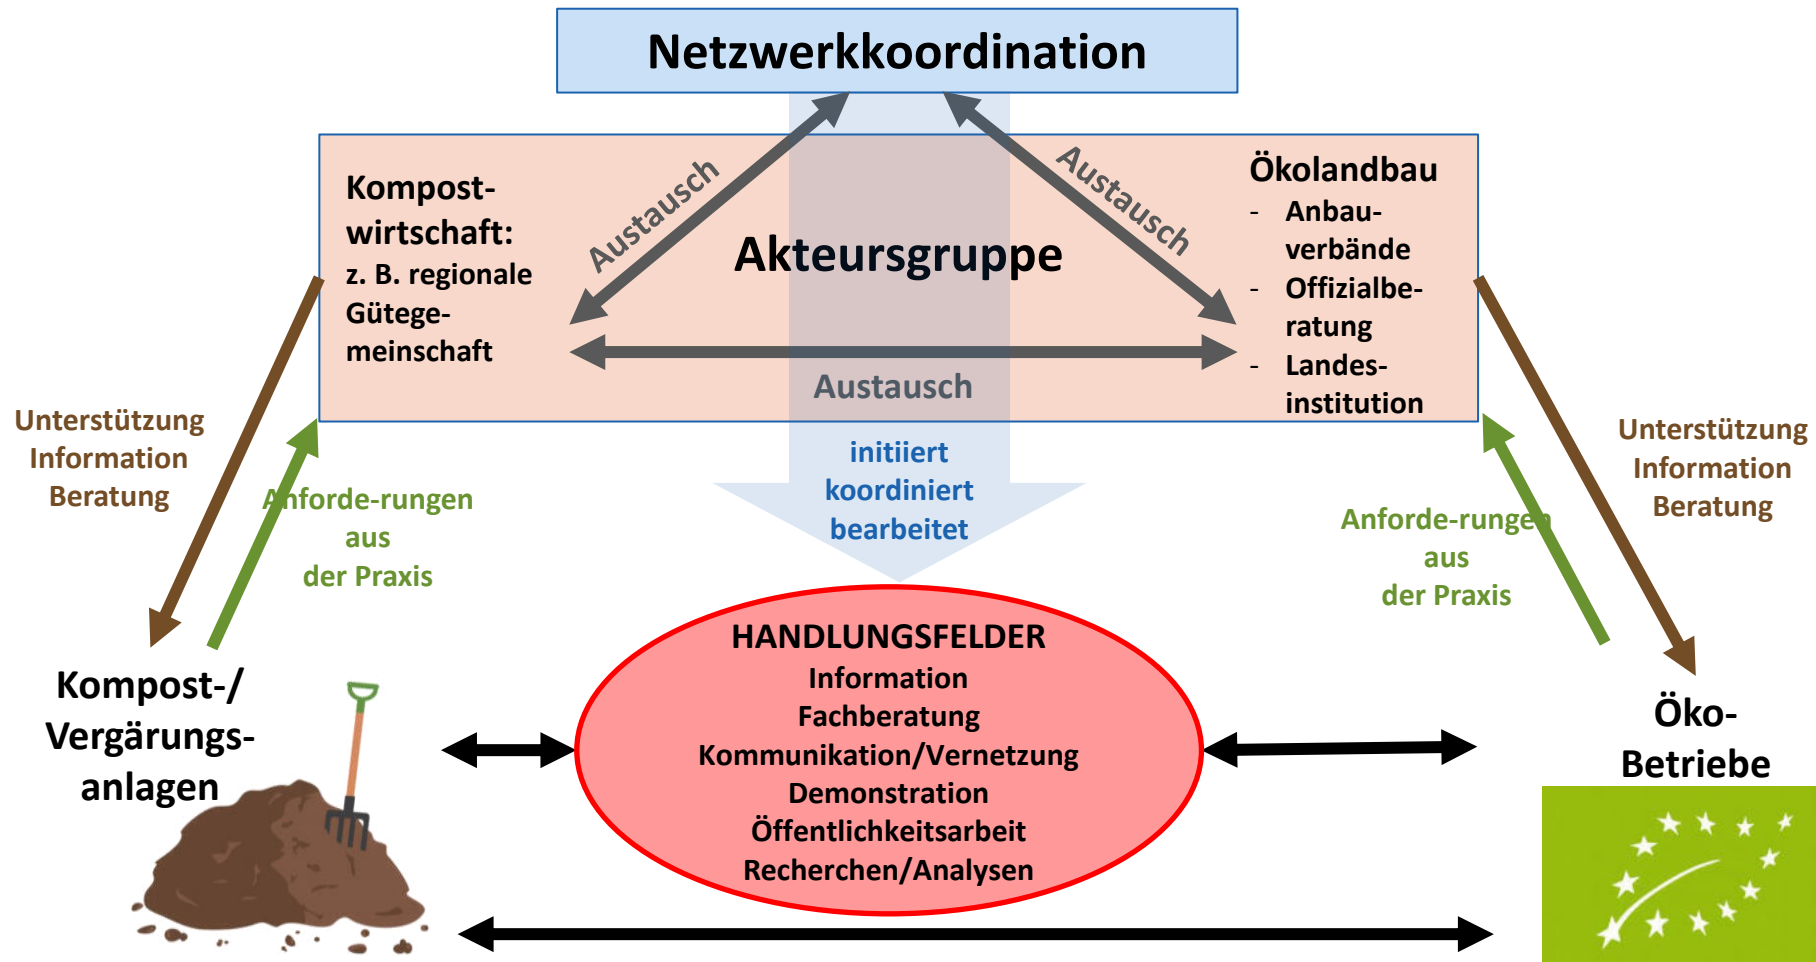 Netzwerkkoordination
Kompost-
wirtschaft:
z. B. regionale
Gütege-
meinschaft
Austausch
Akteursgruppe
Austausch
Austausch
Ökolandbau
- Anbau-
verbände
- Offizialbe-
ratung
- Landes-
institution
Unterstützung
Information
Beratung
Anforde-rungen
aus
der Praxis
initiiert
koordiniert
bearbeitet
Anforde-rungen
aus
der Praxis
Unterstützung
Information
Beratung
Kompost-/
Vergärungs-
anlagen
HANDLUNGSFELDER
Information
Fachberatung
Kommunikation/Vernetzung
Demonstration
Öffentlichkeitsarbeit
Recherchen/Analysen
Öko-
Betriebe